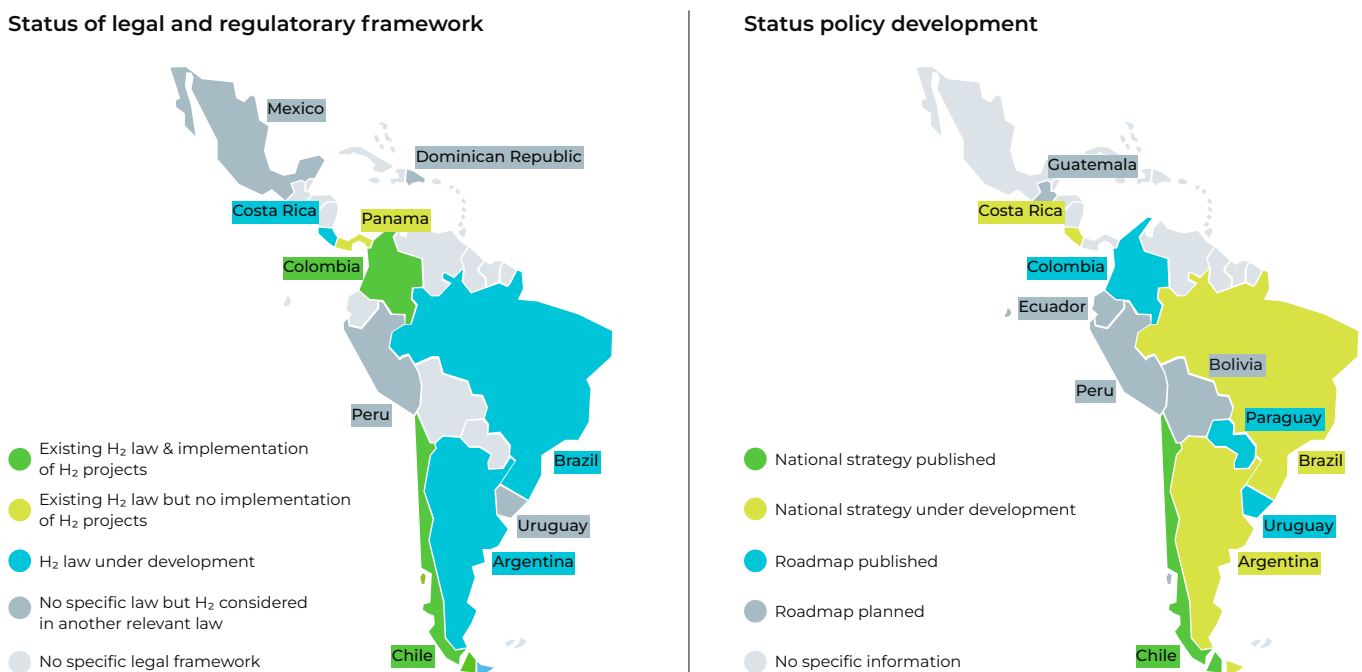 Status of legal and regulatorary framework
Mexico
Dominican Republic
Costa Rica
Panama
Colombia
Peru
Brazil
Uruguay
Argentina
Chile
Existing H₂ law & implementation
of H₂ projects
Existing H₂ law but no implementation
of H₂ projects
H₂ law under development
No specific law but H₂ considered
in another relevant law
No specific legal framework
Status policy development
Guatemala
Costa Rica
Colombia
Ecuador
Bolivia
Peru
Paraguay
Brazil
Uruguay
Argentina
Chile
National strategy published
National strategy under development
Roadmap published
Roadmap planned
No specific information